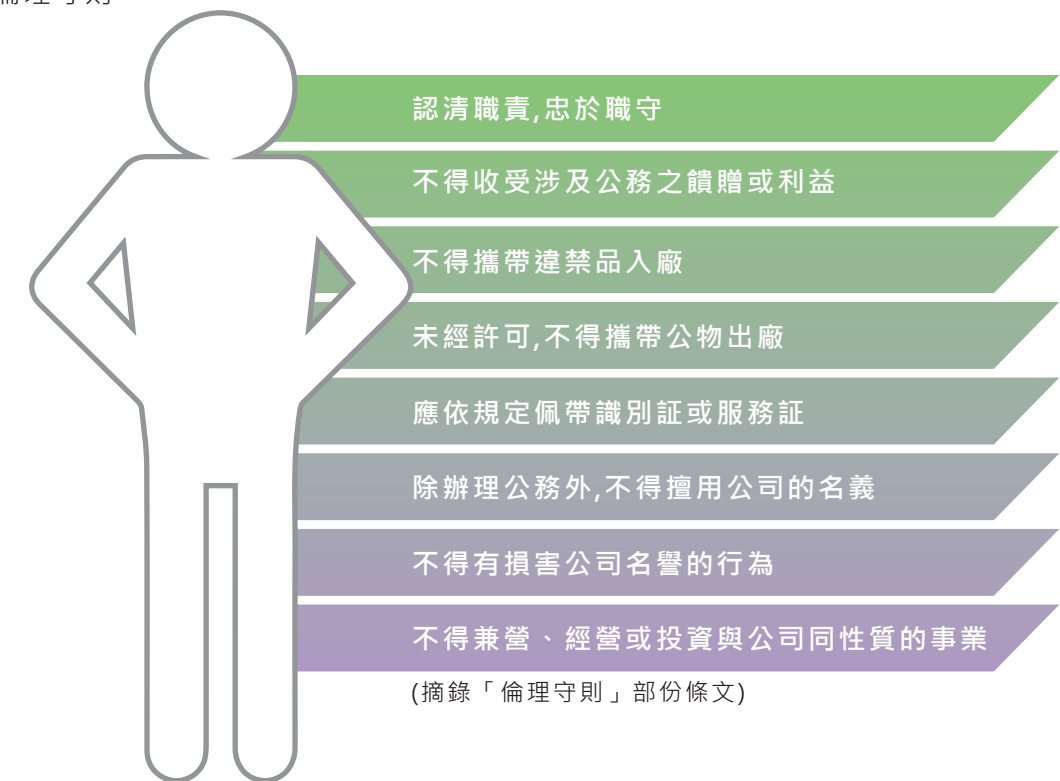 認清職責,忠於職守
不得收受涉及公務之饋贈或利益
不得攜帶違禁品入廠
未經許可,不得攜帶公物出廠
應依規定佩帶識別証或服務証
除辦理公務外,不得擅用公司的名義
不得有損害公司名譽的行為
不得兼營、經營或投資與公司同性質的事業
(摘錄「倫理守則」部份條文)